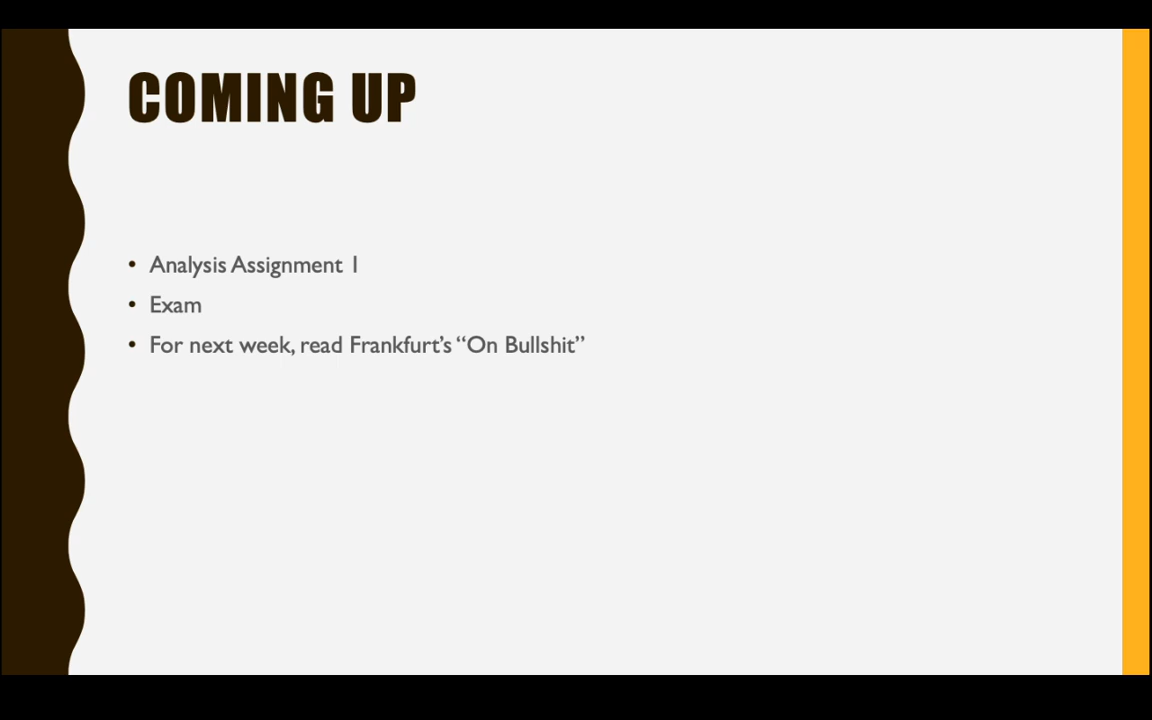 COMING UP
• Analysis Assignment 1
• Exam
• For next week, read Frankfurt’s “On Bullshit”